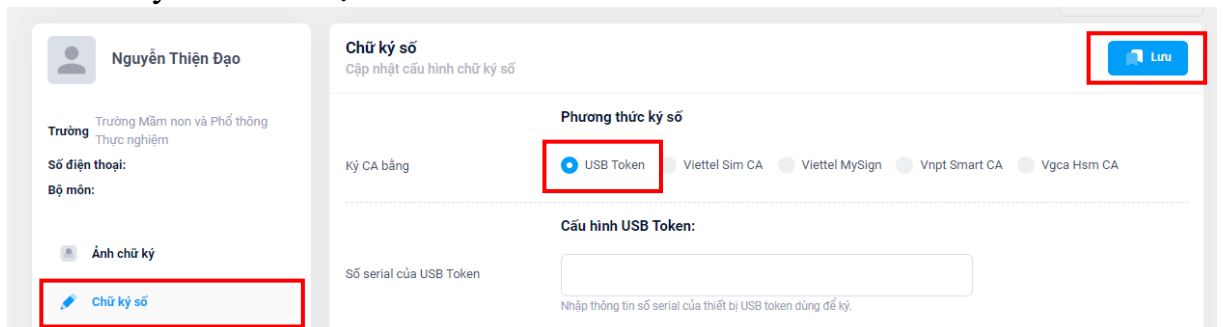 Nguyễn Thiện Đạo
Trường Trường Mầm non và Phổ thông
Thực nghiệm
Số điện thoại:
Bộ môn:
Ảnh chữ ký
Chữ ký số
Chữ ký số
Cập nhật cấu hình chữ ký số
Lưu
Phương thức ký số
Ký CA bằng
USB Token
Viettel Sim CA
Viettel MySign
Vnpt Smart CA
Vgca Hsm CA
Cấu hình USB Token:
Số serial của USB Token
Nhập thông tin số serial của thiết bị USB token dùng để ký.